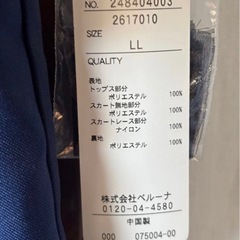 NO. 248404003
2617010
SIZE
LL
QUALITY
表地
トップス部分
ポリエステル 100%
スカート無地部分
ポリエステル 100%
スカートレース部分
ナイロン 100%
裏地
ポリエステル 100%
株式会社ベルーナ
0120-04-4580
中国製
000 075004-00